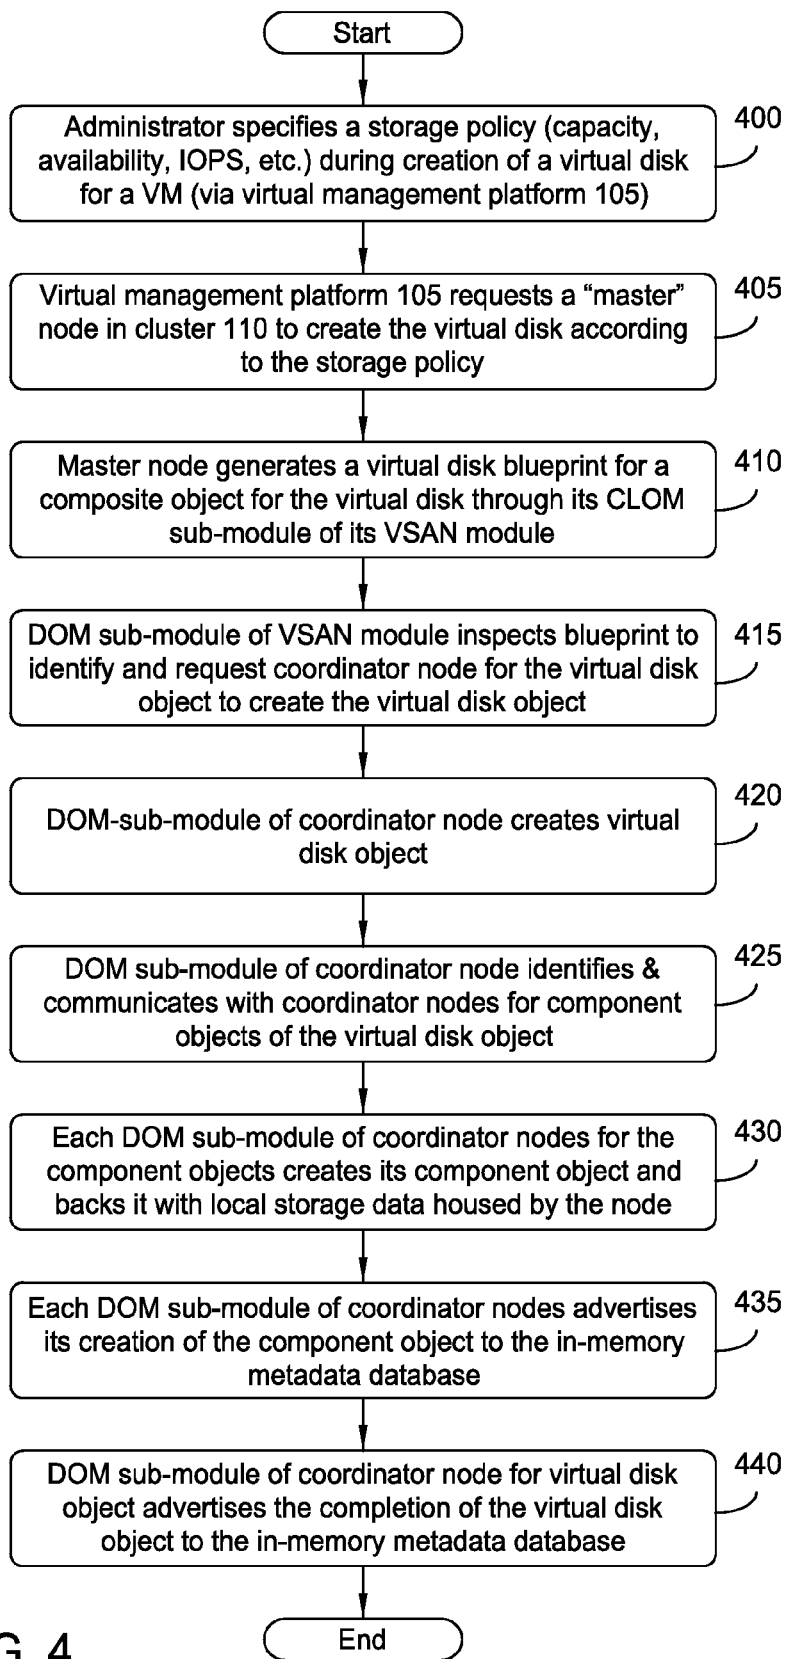 Start
Administrator specifies a storage policy (capacity,
availability, IOPS, etc.) during creation of a virtual disk
for a VM (via virtual management platform 105)
400
Virtual management platform 105 requests a “master”
node in cluster 110 to create the virtual disk according
to the storage policy
405
Master node generates a virtual disk blueprint for a
composite object for the virtual disk through its CLOM
sub-module of its VSAN module
410
DOM sub-module of VSAN module inspects blueprint to
identify and request coordinator node for the virtual disk
object to create the virtual disk object
415
DOM-sub-module of coordinator node creates virtual
disk object
420
DOM sub-module of coordinator node identifies &
communicates with coordinator nodes for component
objects of the virtual disk object
425
Each DOM sub-module of coordinator nodes for the
component objects creates its component object and
backs it with local storage data housed by the node
430
Each DOM sub-module of coordinator nodes advertises
its creation of the component object to the in-memory
metadata database
435
DOM sub-module of coordinator node for virtual disk
object advertises the completion of the virtual disk
object to the in-memory metadata database
440
End
G. 4